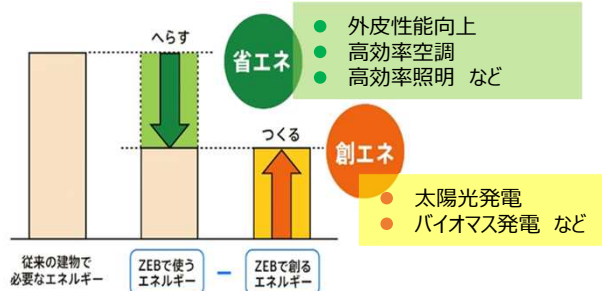 へらす
省エネ
● 外皮性能向上
● 高効率空調
● 高効率照明 など
つくる
創エネ
● 太陽光発電
● バイオマス発電 など
従来の建物で
必要なエネルギー
ZEBで使う
エネルギー
−
ZEBで創る
エネルギー